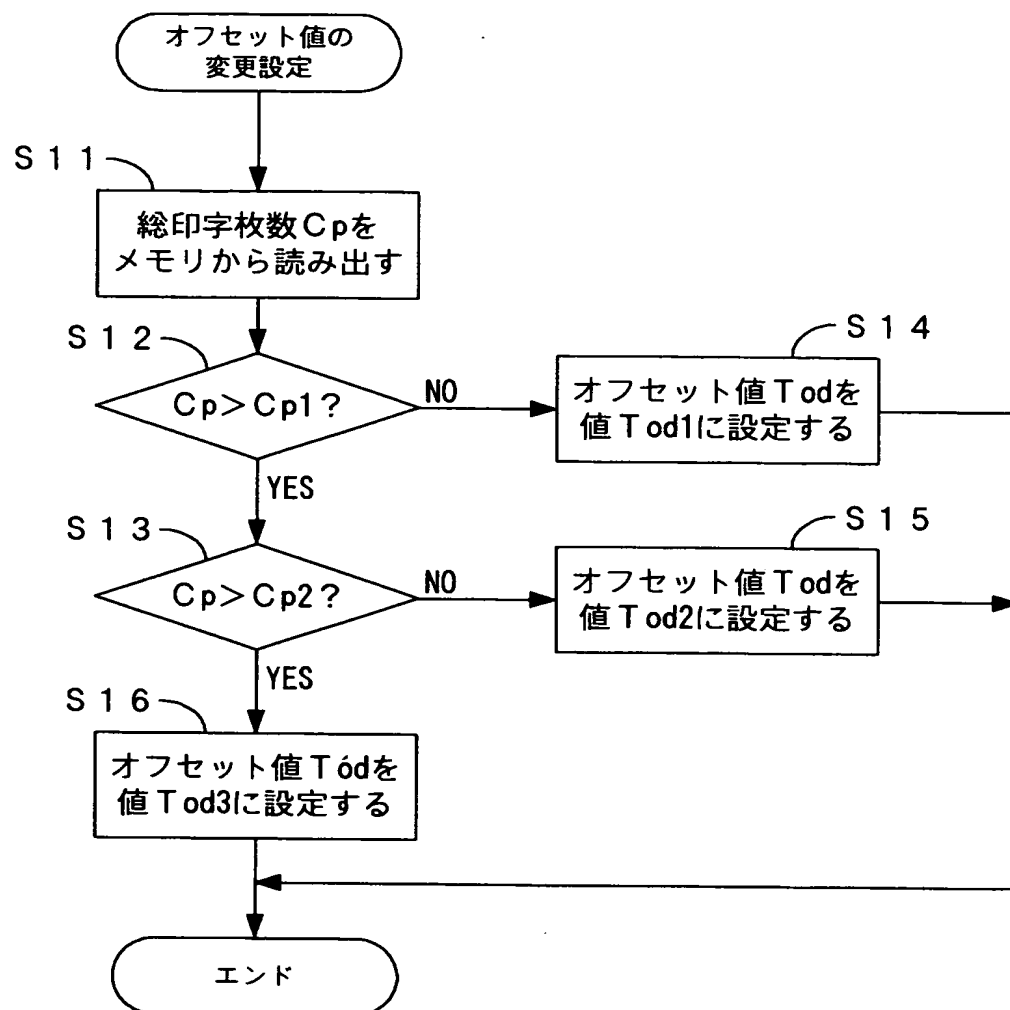 オフセット値の
変更設定
S11
総印字枚数Cpを
メモリから読み出す
S12
Cp>Cp1?
NO
S14
オフセット値Todを
値Tod1に設定する
YES
S13
Cp>Cp2?
NO
S15
オフセット値Todを
値Tod2に設定する
YES
S16
オフセット値Todを
値Tod3に設定する
エンド